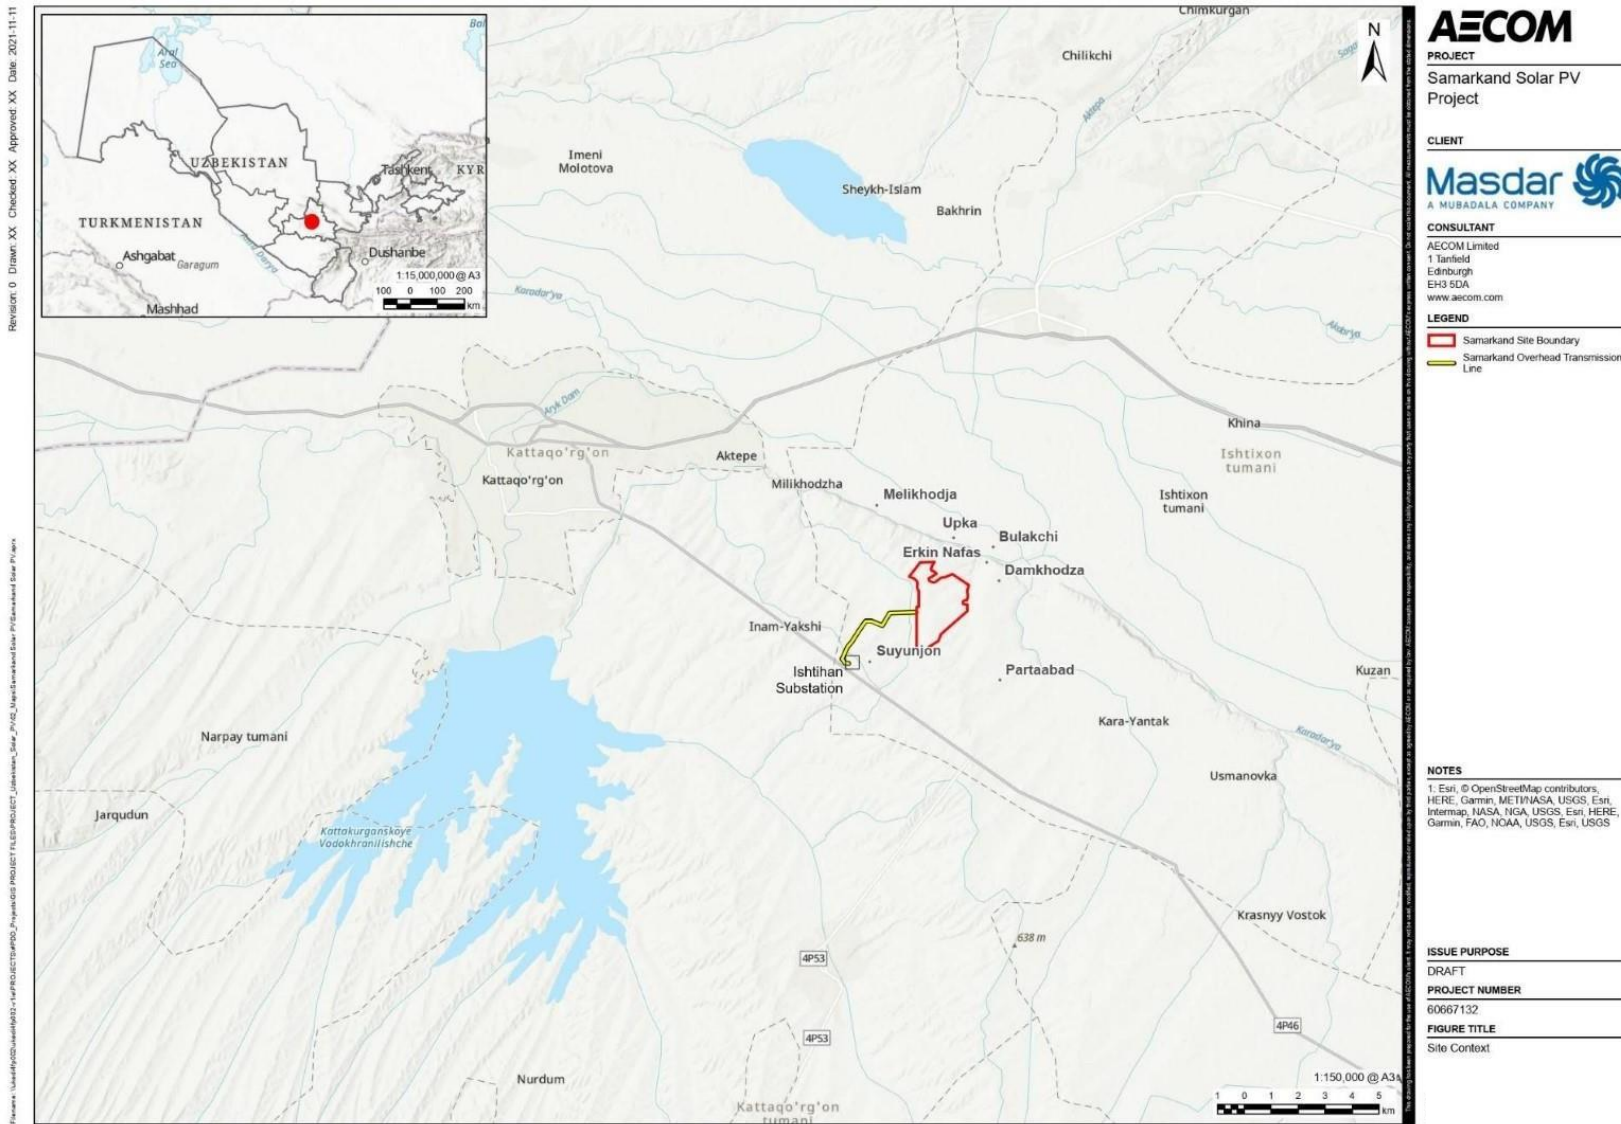 Revision: 0 Drawn: XX Checked: XX Approved: XX Date: 2021-11-11
Aral
Sea
UZBEKISTAN
Tashkent
KYR
TURKMENISTAN
Ashgabat
Garagum
Dushanbe
Mashhad
1:15,000,000 @ A3
100 0 100 200
km
N
Chimkurgan
Chilikchi
Aktepa
Imeni
Molotova
Sheykh-Islam
Bakhrin
Karadar'ya
Akdar'ya
Aryk Dam
Kattaqo'rg'on
Kattaqo'rg'on
Aktepe
Milikhodzha
Melikhodja
Upka
Bulakchi
Erkin Nafas
Damkhodza
Khina
Ishtixon
tumani
Ishtixon
tumani
Inam-Yakshi
Suyunjon
Ishtihan
Substation
Partaabad
Kuzan
Kara-Yantak
Karadar'ya
Usmanovka
Narpay tumani
Jarqudun
Kattakurganskoye
Vodokhranilishche
Krasnyy Vostok
638 m
4P53
4P53
4P46
Nurdum
Kattaqo'rg'on
tumani
1:150,000 @ A3
1 0 1 2 3 4 5
km
AECOM
PROJECT
Samarkand Solar PV
Project
CLIENT
Masdar
A MUBADALA COMPANY
CONSULTANT
AECOM Limited
1 Tanfield
Edinburgh
EH3 5DA
www.aecom.com
LEGEND
Samarkand Site Boundary
Samarkand Overhead Transmission
Line
NOTES
1: Esri, © OpenStreetMap contributors,
HERE, Garmin, METI/NASA, USGS, Esri,
Intermap, NASA, NGA, USGS, Esri, HERE,
Garmin, FAO, NOAA, USGS, Esri, USGS
ISSUE PURPOSE
DRAFT
PROJECT NUMBER
60667132
FIGURE TITLE
Site Context